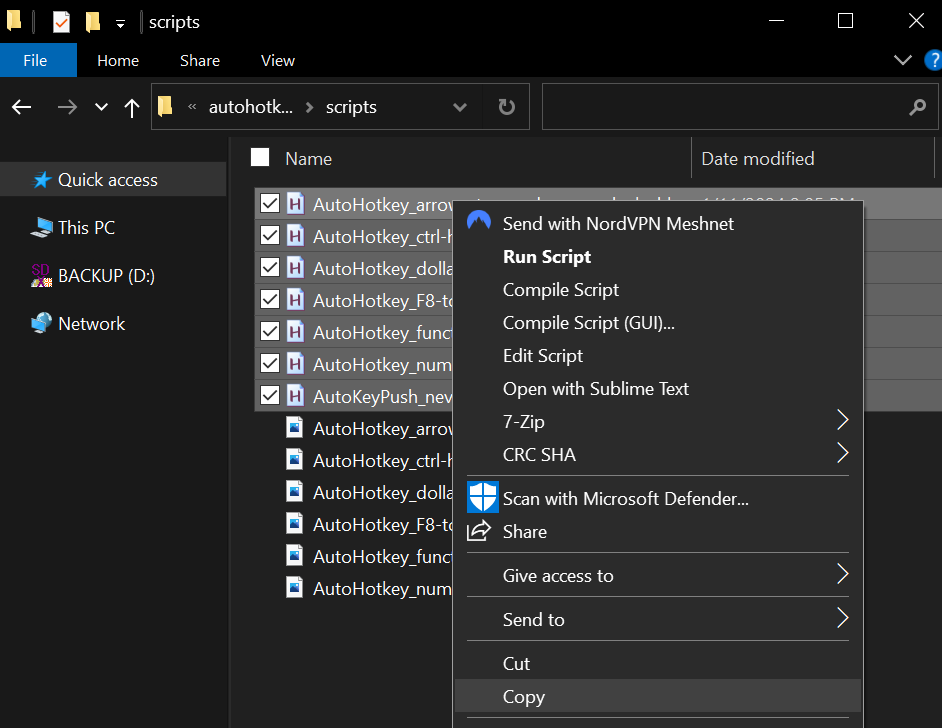 scripts
File Home Share View ?
« autohotk... > scripts
Name Date modified
Quick access
This PC
SD BACKUP (D:)
Network
AutoHotkey_arrow
AutoHotkey_ctrl-h
AutoHotkey_dolla
AutoHotkey_F8-to
AutoHotkey_funct
AutoHotkey_num
AutoKeyPush_nev
AutoHotkey_arrow
AutoHotkey_ctrl-h
AutoHotkey_dolla
AutoHotkey_F8-to
AutoHotkey_funct
AutoHotkey_num
Send with NordVPN Meshnet
Run Script
Compile Script
Compile Script (GUI)...
Edit Script
Open with Sublime Text
7-Zip
CRC SHA
Scan with Microsoft Defender...
Share
Give access to
Send to
Cut
Copy